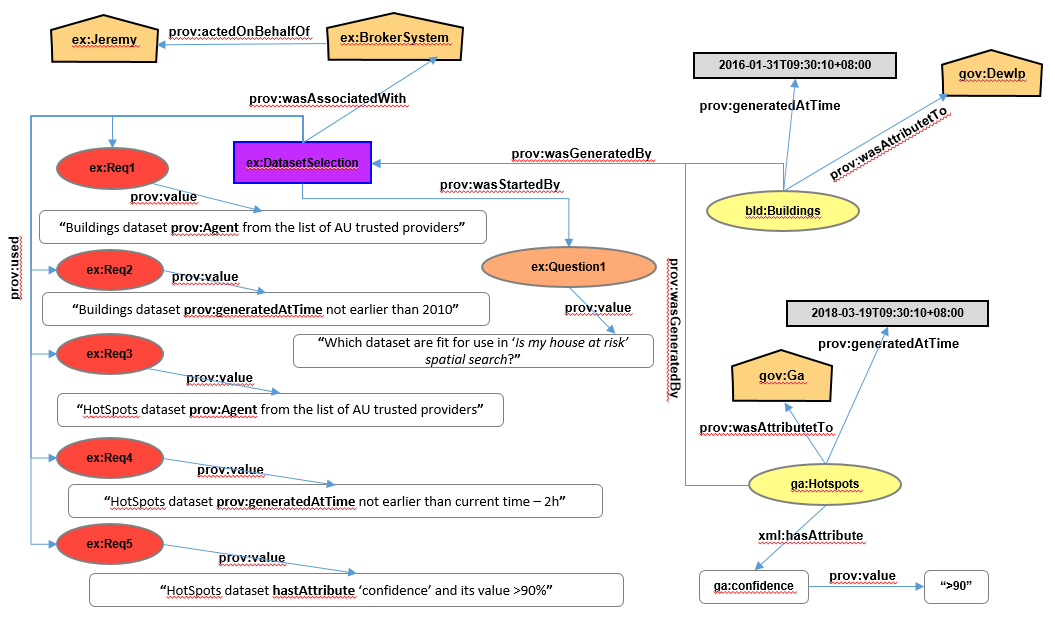 ex:Jeremy
prov:actedOnBehalfOf
ex:BrokerSystem
prov:wasAssociatedWith
2016-01-31T09:30:10+08:00
gov:Dewlp
prov:generatedAtTime
prov:wasAttributetTo
ex:Req1
ex:DatasetSelection
prov:wasGeneratedBy
prov:value
prov:wasStartedBy
bld:Buildings
“Buildings dataset prov:Agent from the list of AU trusted providers”
prov:used
ex:Req2
prov:value
ex:Question1
prov:wasGeneratedBy
“Buildings dataset prov:generatedAtTime not earlier than 2010”
prov:value
2018-03-19T09:30:10+08:00
ex:Req3
“Which dataset are fit for use in ‘Is my house at risk’
spatial search?”
prov:generatedAtTime
prov:value
gov:Ga
“HotSpots dataset prov:Agent from the list of AU trusted providers”
prov:wasAttributetTo
ex:Req4
prov:value
ga:Hotspots
“HotSpots dataset prov:generatedAtTime not earlier than current time – 2h”
ex:Req5
xml:hasAttribute
prov:value
“HotSpots dataset hastAttribute ‘confidence’ and its value >90%”
ga:confidence
prov:value
“>90”